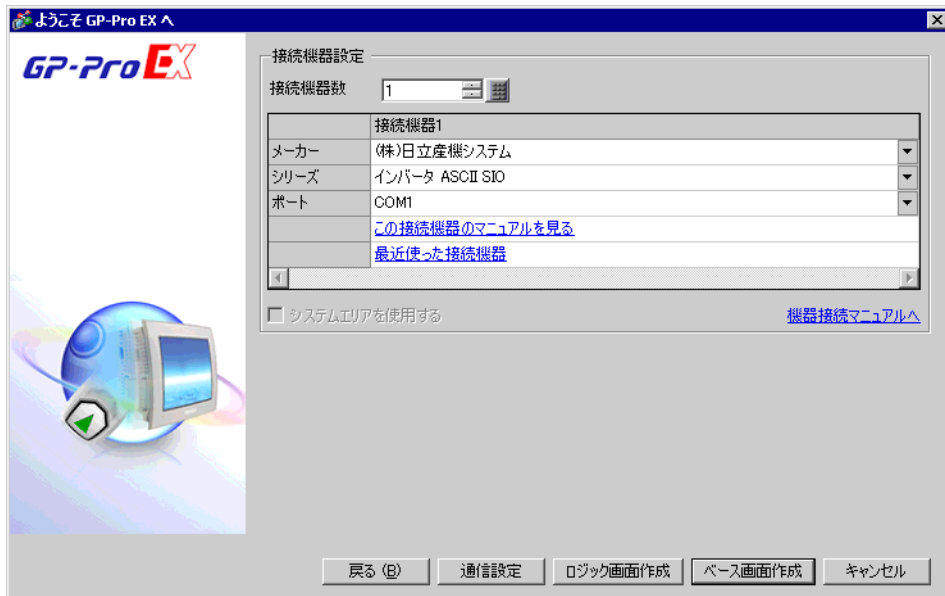 ようこそ GP-Pro EX へ
GP-Pro EX
接続機器設定
接続機器数 1
接続機器1
メーカー (株)日立産機システム
シリーズ インバータ ASCII SIO
ポート COM1
この接続機器のマニュアルを見る
最近使った接続機器
システムエリアを使用する 機器接続マニュアルへ
戻る (B) 通信設定 ロジック画面作成 ベース画面作成 キャンセル